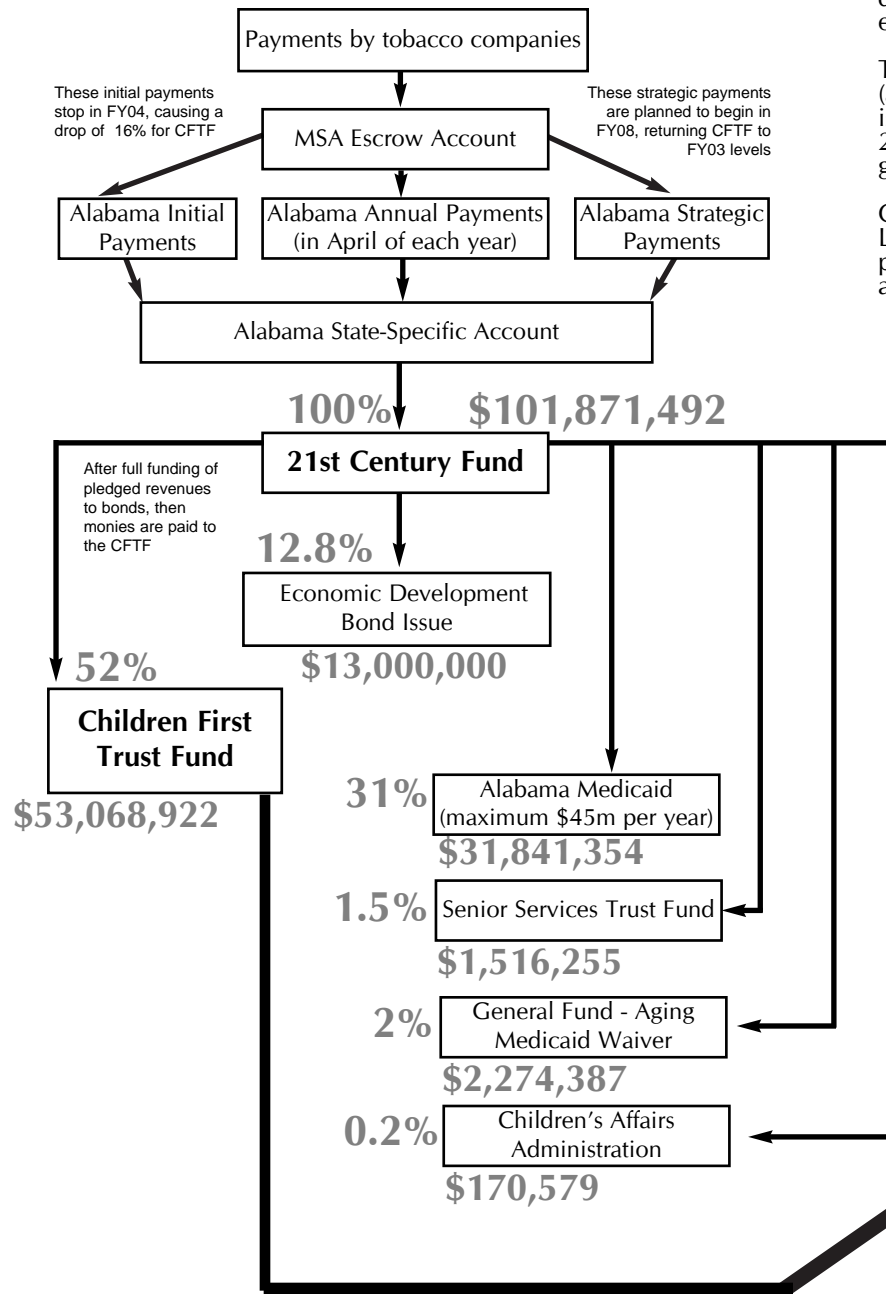 Payments by tobacco companies
These initial payments
stop in FY04, causing a
drop of 16% for CFTF
These strategic payments
are planned to begin in
FY08, returning CFTF to
FY03 levels
MSA Escrow Account
Alabama Initial
Payments
Alabama Annual Payments
(in April of each year)
Alabama Strategic
Payments
Alabama State-Specific Account
100%
$101,871,492
21st Century Fund
After full funding of
pledged revenues
to bonds, then
monies are paid to
the CFTF
12.8%
Economic Development
Bond Issue
$13,000,000
52%
Children First
Trust Fund
$53,068,922
31%
Alabama Medicaid
(maximum $45m per year)
$31,841,354
1.5%
Senior Services Trust Fund
$1,516,255
2%
General Fund - Aging
Medicaid Waiver
$2,274,387
0.2%
Children's Affairs
Administration
$170,579